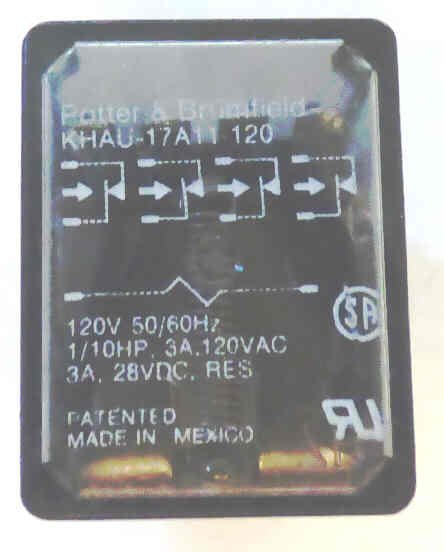 Potter & Brumfield
KHAU-17A11 120
120V 50/60Hz
1/10HP, 3A,120VAC
3A, 28VDC, RES
PATENTED
MADE IN MEXICO